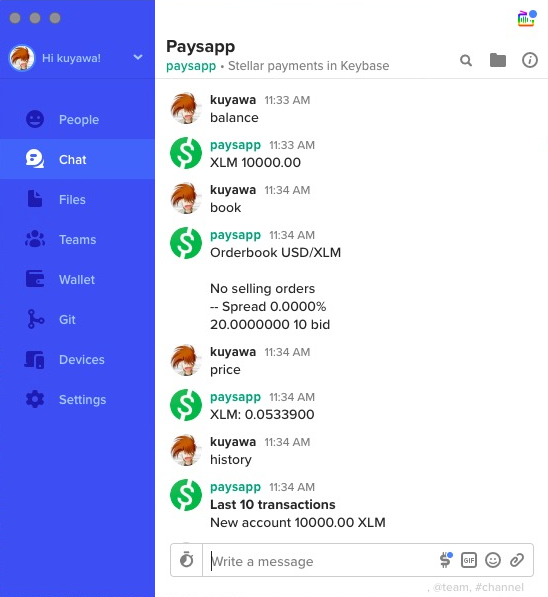 Hi kuyawa!
People
Chat
Files
Teams
Wallet
Git
Devices
Settings
Paysapp
paysapp • Stellar payments in Keybase
kuyawa 11:33 AM
balance
paysapp 11:33 AM
XLM 10000.00
kuyawa 11:34 AM
book
paysapp 11:34 AM
Orderbook USD/XLM
No selling orders
-- Spread 0.0000%
20.0000000 10 bid
kuyawa 11:34 AM
price
paysapp 11:34 AM
XLM: 0.0533900
kuyawa 11:34 AM
history
paysapp 11:34 AM
Last 10 transactions
New account 10000.00 XLM
Write a message
GIF
, @team, #channel